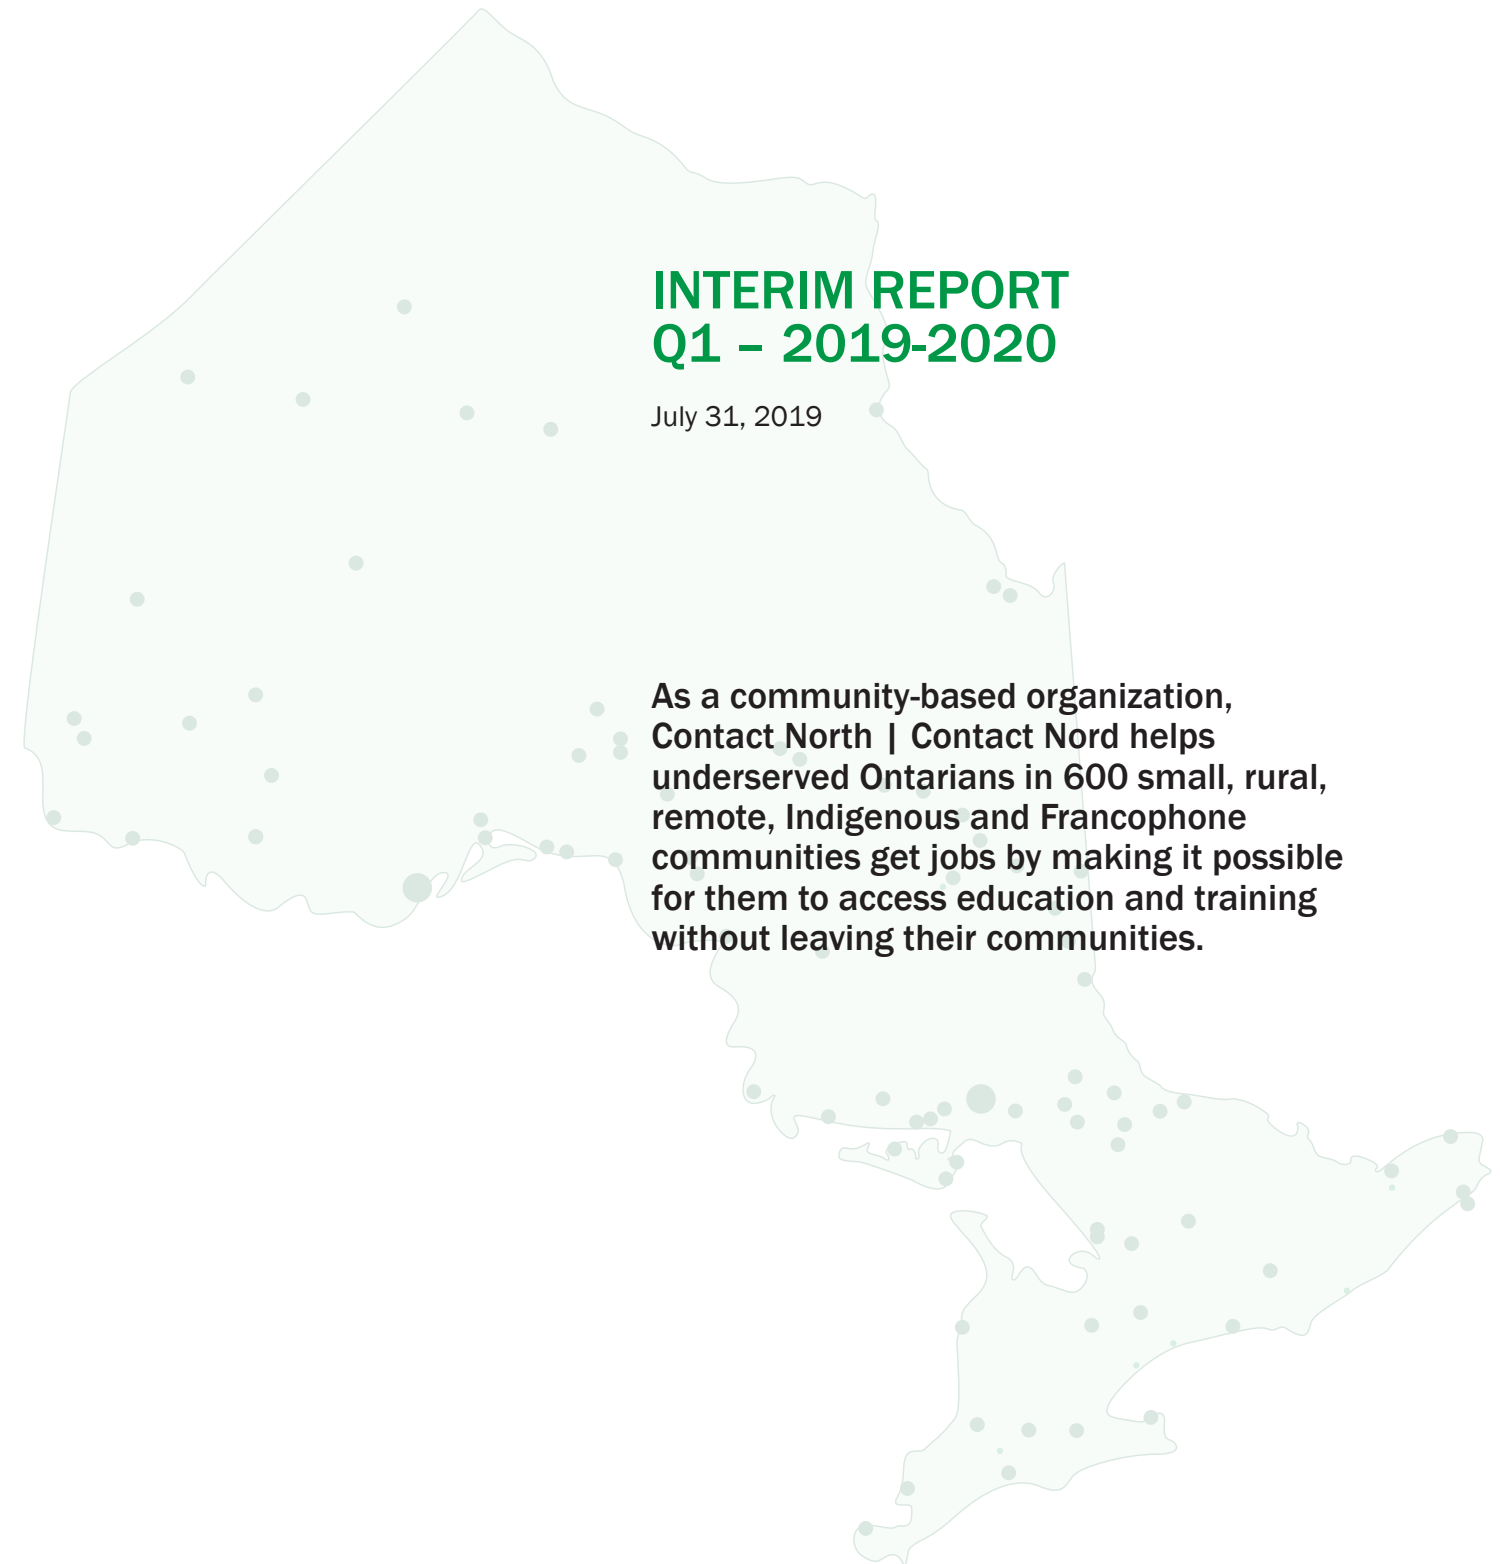 INTERIM REPORT
Q1 – 2019-2020
July 31, 2019
As a community-based organization,
Contact North | Contact Nord helps
underserved Ontarians in 600 small, rural,
remote, Indigenous and Francophone
communities get jobs by making it possible
for them to access education and training
without leaving their communities.